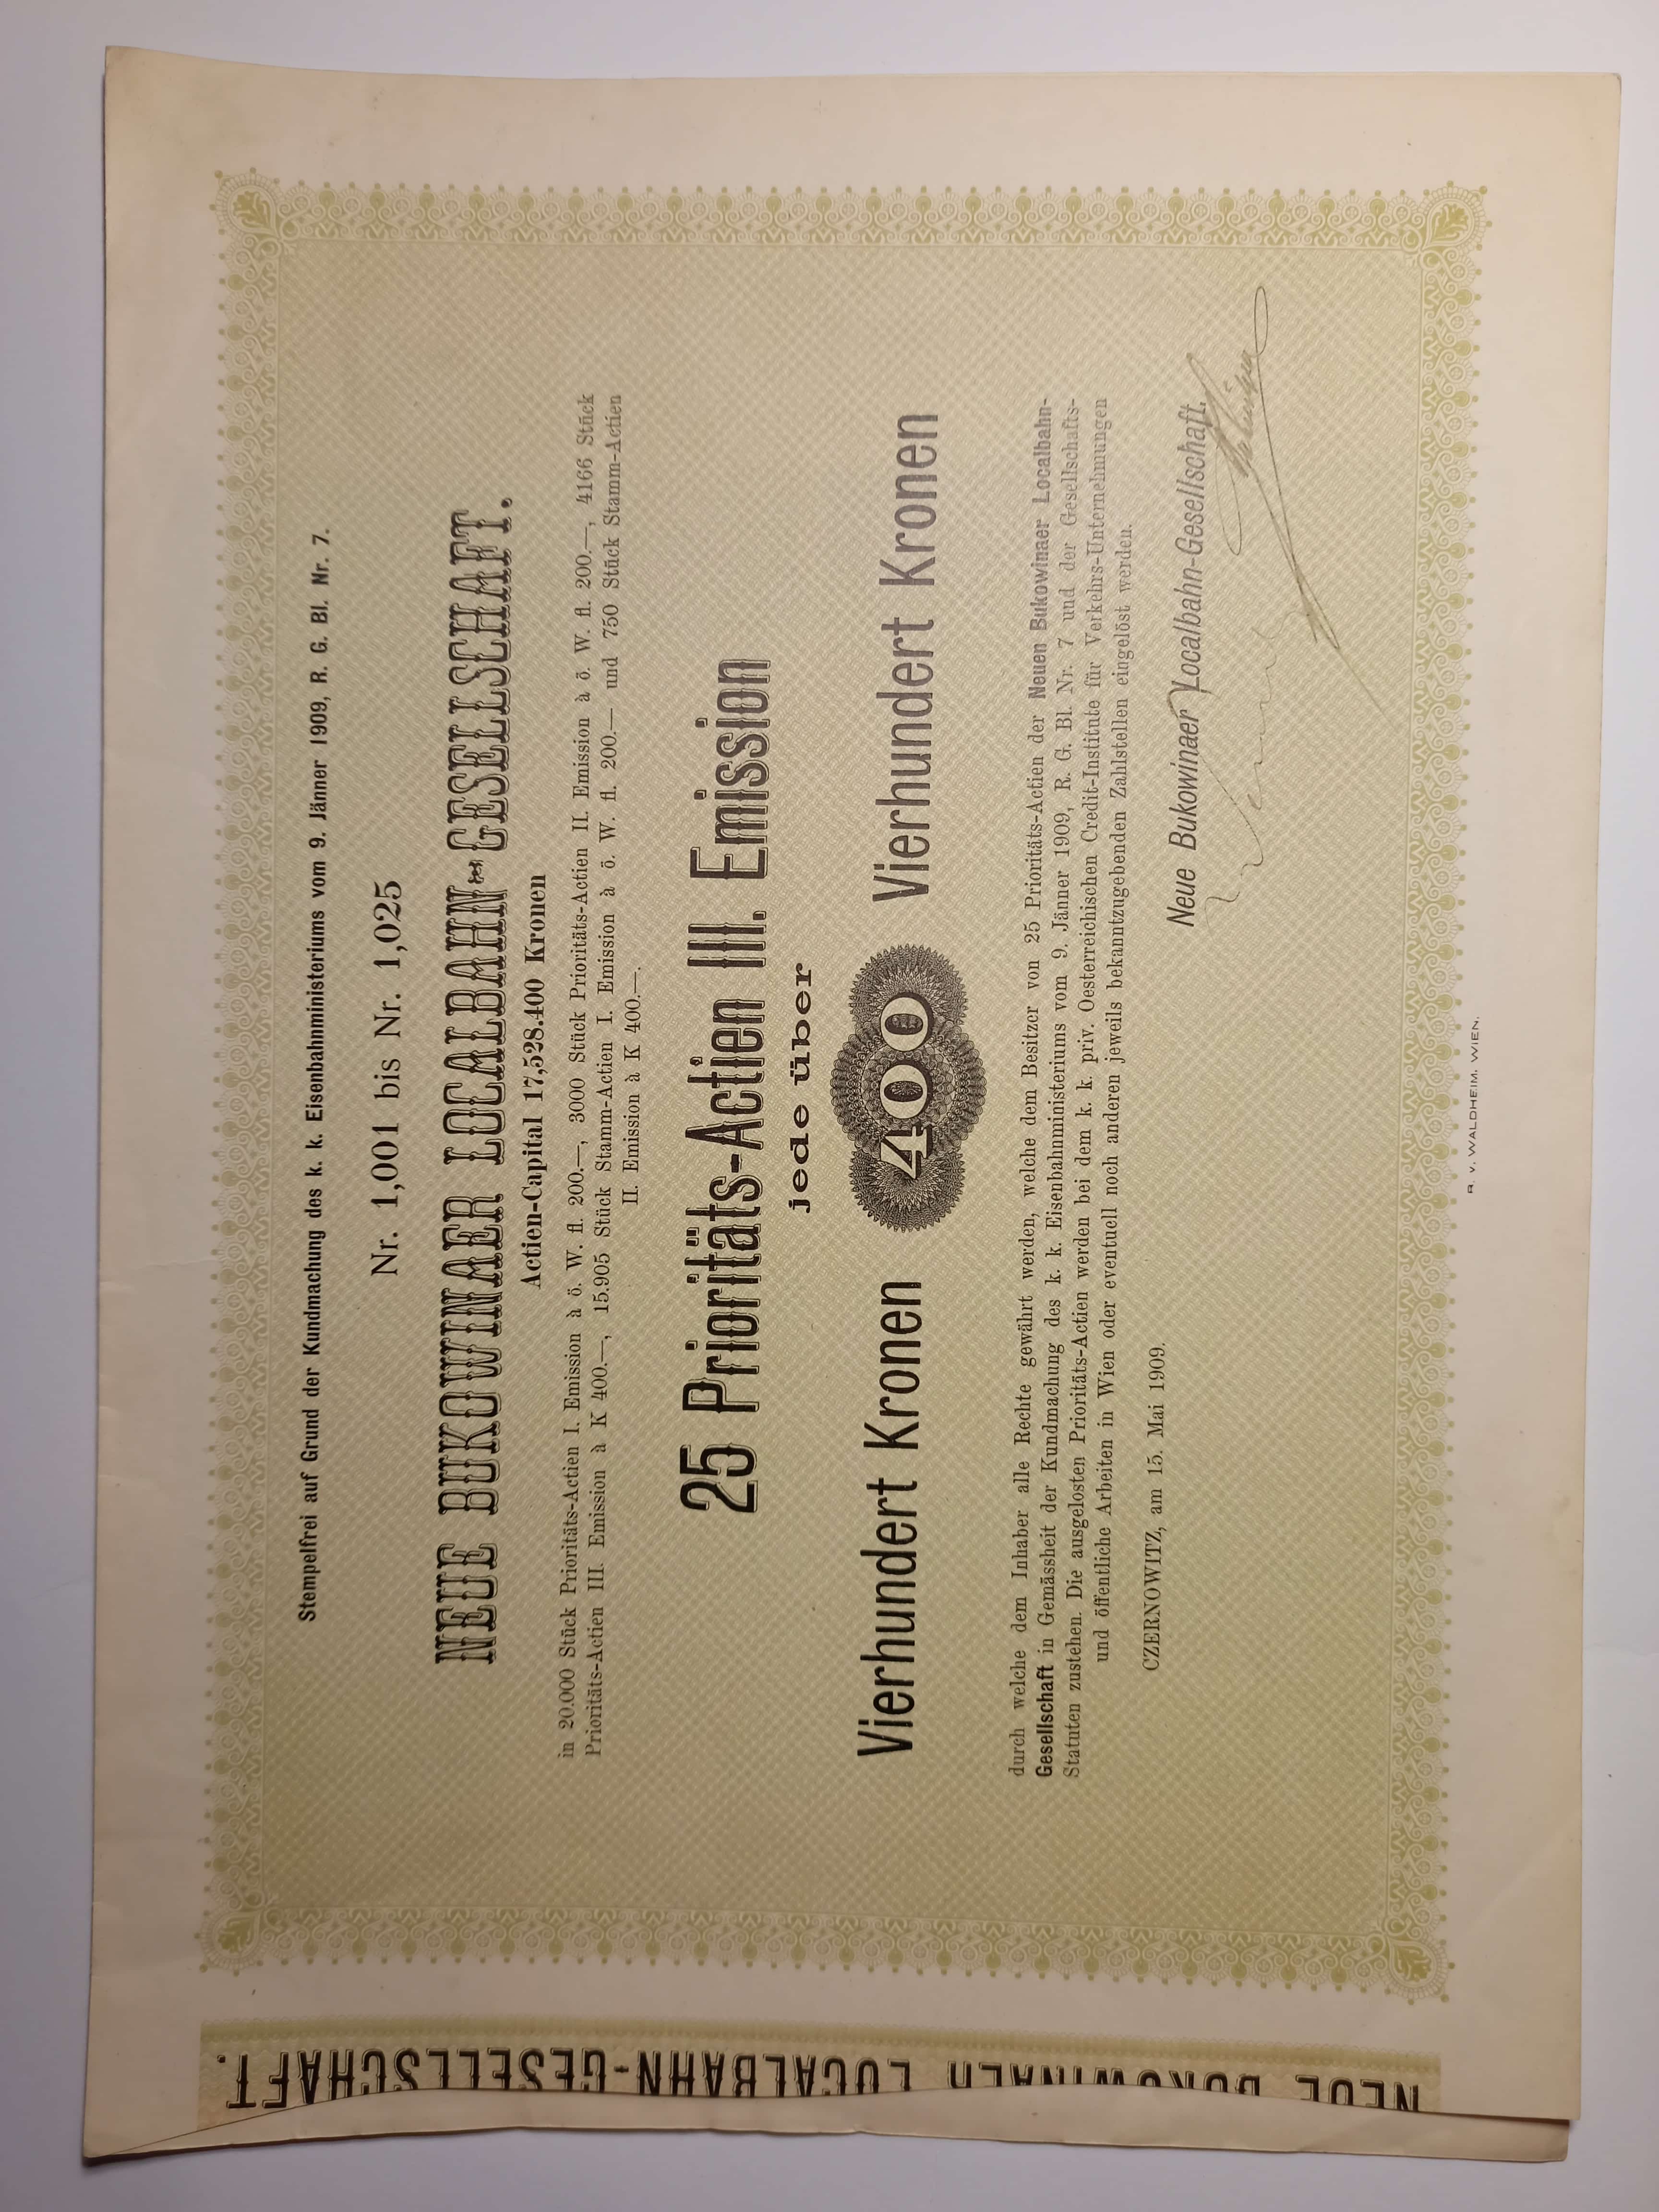 Stempelfrei auf Grund der Kundmachung des k. k. Eisenbahnministeriums vom 9. Jänner 1909, R. G. Bl. Nr. 7.
Nr. 1,001 bis Nr. 1,025
NEUE BUKOWINAER LOCALBAHN-GESELLSCHAFT.
Actien-Capital 17,528.400 Kronen
in 20.000 Stück Prioritäts-Actien I. Emission à ö. W. fl. 200.—, 3000 Stück Prioritäts-Actien II. Emission à ö. W. fl. 200.—, 4166 Stück
Prioritäts-Actien III. Emission à K 400.—, 15.905 Stück Stamm-Actien I. Emission à ö. W. fl. 200.— und 750 Stück Stamm-Actien
II. Emission à K 400.—.
25 Prioritäts-Actien III. Emission
jede über
Vierhundert Kronen 400 Vierhundert Kronen
durch welche dem Inhaber alle Rechte gewährt werden, welche dem Besitzer von 25 Prioritäts-Actien der Neuen Bukowinaer Localbahn-
Gesellschaft in Gemässheit der Kundmachung des k. k. Eisenbahnministeriums vom 9. Jänner 1909, R. G. Bl. Nr. 7 und der Gesellschafts-
Statuten zustehen. Die ausgelosten Prioritäts-Actien werden bei dem k. k. priv. Oesterreichischen Credit-Institute für Verkehrs-Unternehmungen
und öffentliche Arbeiten in Wien oder eventuell noch anderen jeweils bekanntzugebenden Zahlstellen eingelöst werden.
CZERNOWITZ, am 15. Mai 1909.
Neue Bukowinaer Localbahn-Gesellschaft.
R. v. WALDHEIM, WIEN.
NEUE BUKOWINAER LOCALBAHN-GESELLSCHAFT.